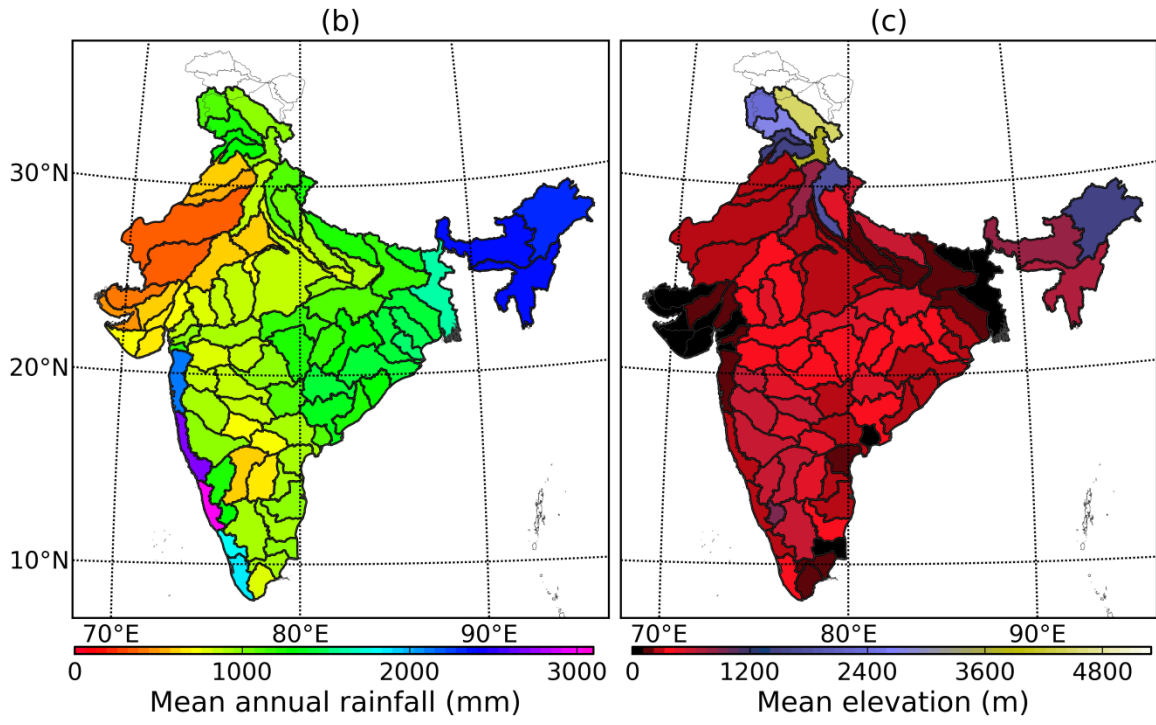 (b) (c)
30°N
20°N
10°N
70°E 80°E 90°E 70°E 80°E 90°E
0 1000 2000 3000 0 1200 2400 3600 4800
Mean annual rainfall (mm) Mean elevation (m)